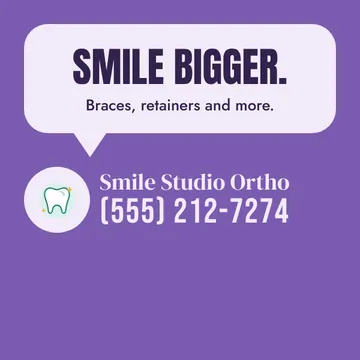 SMILE BIGGER.
Braces, retainers and more.
Smile Studio Ortho
(555) 212-7274